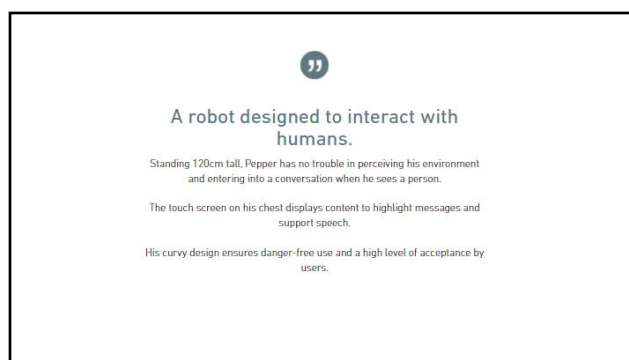 A robot designed to interact with
humans.
Standing 120cm tall, Pepper has no trouble in perceiving his environment
and entering into a conversation when he sees a person.
The touch screen on his chest displays content to highlight messages and
support speech.
His curvy design ensures danger-free use and a high level of acceptance by
users.